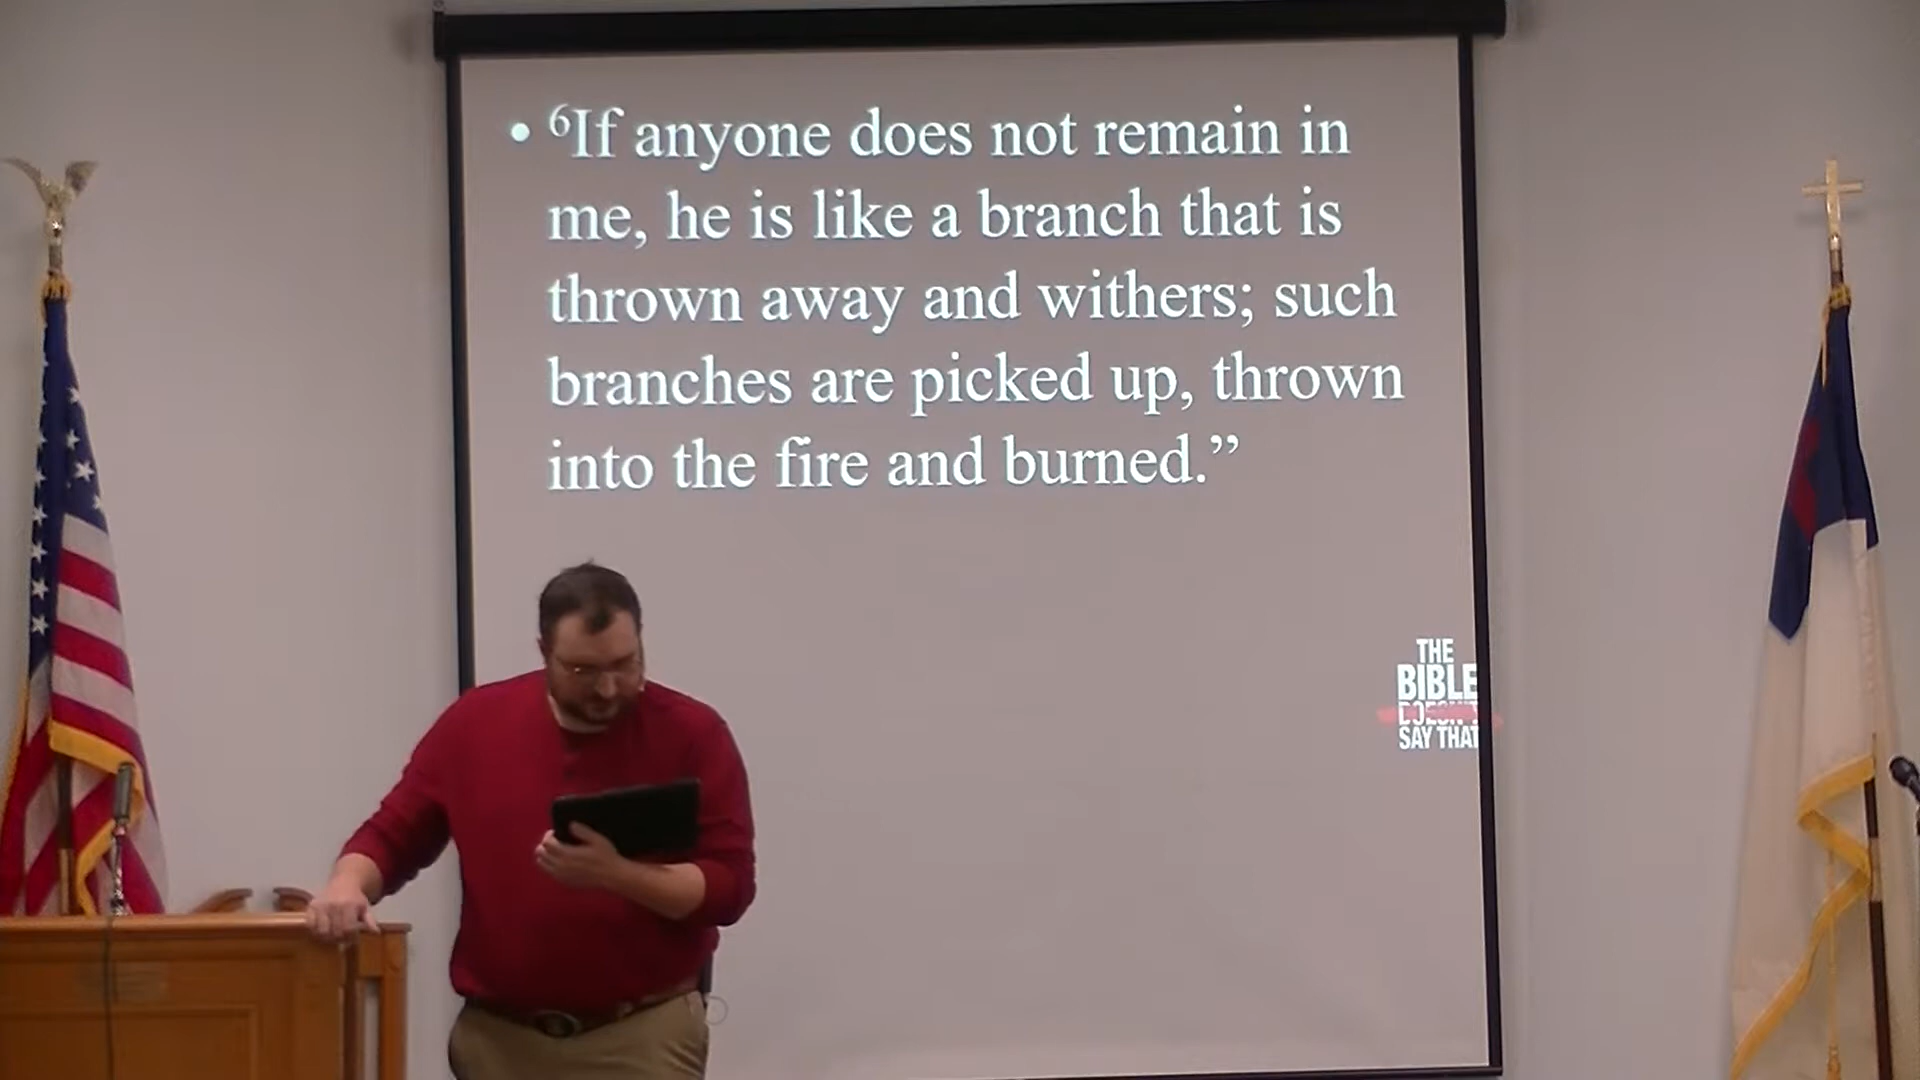 • ⁶If anyone does not remain in
me, he is like a branch that is
thrown away and withers; such
branches are picked up, thrown
into the fire and burned.”
THE
BIBLE
DOESN'T
SAY THAT